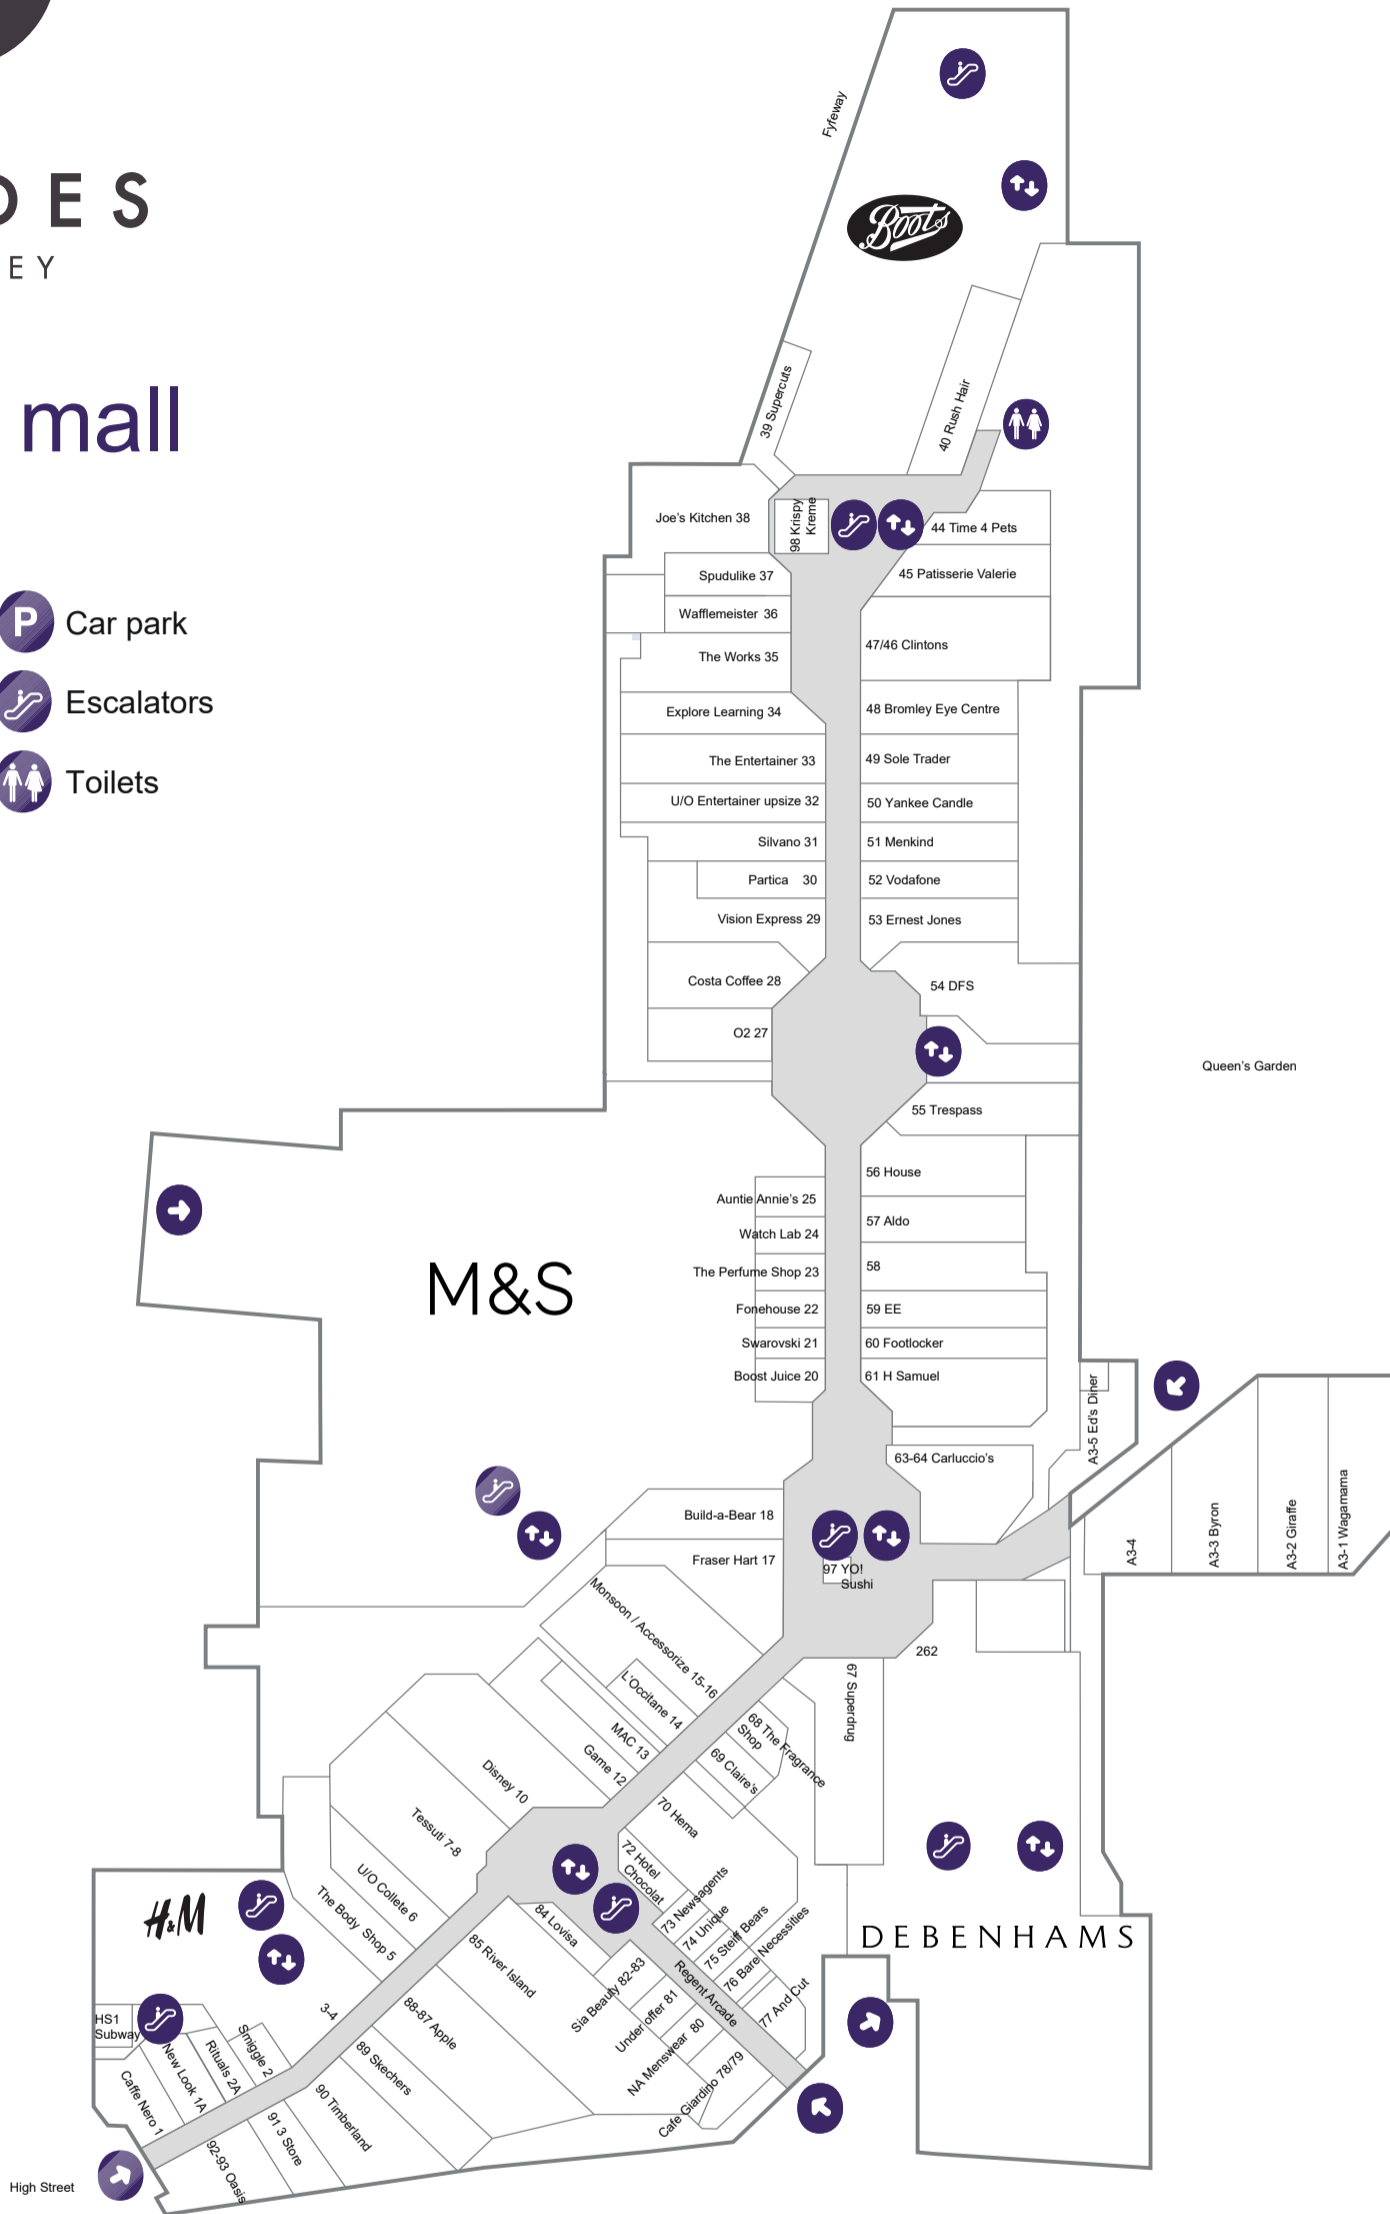 DES
EY
mall
P Car park
Escalators
Toilets
Fyfeway
Boots
39 Supercuts
40 Rush Hair
Joe's Kitchen 38
98 Krispy
Kreme
44 Time 4 Pets
Spudulike 37
45 Patisserie Valerie
Wafflemeister 36
The Works 35
47/46 Clintons
Explore Learning 34
48 Bromley Eye Centre
The Entertainer 33
49 Sole Trader
U/O Entertainer upsize 32
50 Yankee Candle
Silvano 31
51 Menkind
Partica 30
52 Vodafone
Vision Express 29
53 Ernest Jones
Costa Coffee 28
54 DFS
O2 27
Queen's Garden
55 Trespass
56 House
Auntie Annie's 25
57 Aldo
Watch Lab 24
58
The Perfume Shop 23
59 EE
Fonehouse 22
60 Footlocker
Swarovski 21
61 H Samuel
Boost Juice 20
M&S
A3-5 Ed's Diner
63-64 Carluccio's
Build-a-Bear 18
Fraser Hart 17
97 YO!
Sushi
A3-4
A3-3 Byron
A3-2 Giraffe
A3-1 Wagamama
262
Monsoon / Accessorize 15-16
L'Occitane 14
MAC 13
Game 12
Disney 10
Tessuti 7-8
U/O Collete 6
The Body Shop 5
67 Superdrug
68 The Fragrance
Shop
69 Claire's
70 Hema
72 Hotel
Chocolat
73 Newsagents
74 Unique
75 Steiff Bears
76 Bare Necessities
77 And Cut
Regent Arcade
DEBENHAMS
84 Lovisa
85 River Island
Sia Beauty 82-83
Under offer 81
NA Menswear 80
Cafe Giardino 78/79
88-87 Apple
89 Skechers
90 Timberland
91 3 Store
92-93 Oasis
H&M
3-4
Smiggle 2
Rituals 2A
New Look 1A
HS1
Subway
Caffe Nero 1
High Street